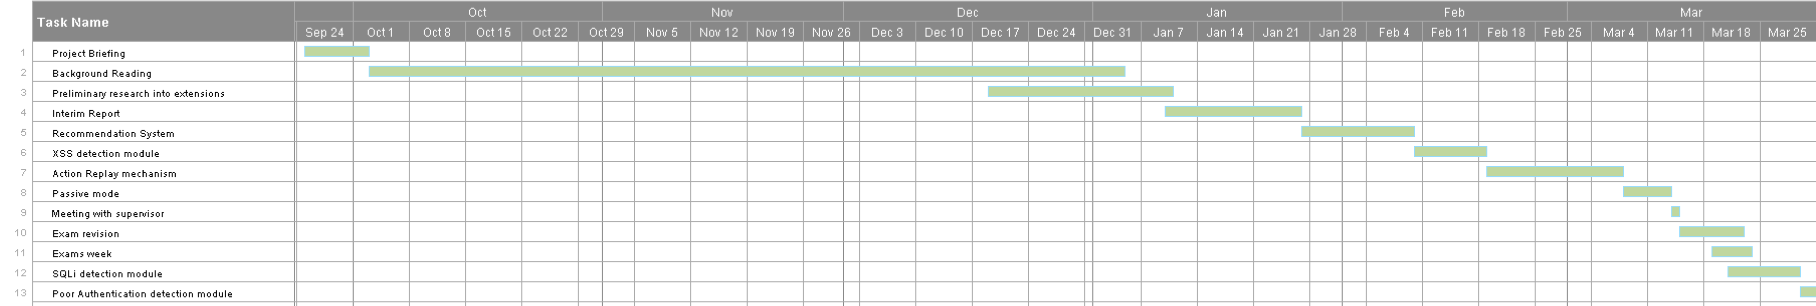 Task Name
Oct Nov Dec Jan Feb Mar
Sep 24 Oct 1 Oct 8 Oct 15 Oct 22 Oct 29 Nov 5 Nov 12 Nov 19 Nov 26 Dec 3 Dec 10 Dec 17 Dec 24 Dec 31 Jan 7 Jan 14 Jan 21 Jan 28 Feb 4 Feb 11 Feb 18 Feb 25 Mar 4 Mar 11 Mar 18 Mar 25
1 Project Briefing
2 Background Reading
3 Preliminary research into extensions
4 Interim Report
5 Recommendation System
6 XSS detection module
7 Action Replay mechanism
8 Passive mode
9 Meeting with supervisor
10 Exam revision
11 Exams week
12 SQLi detection module
13 Poor Authentication detection module